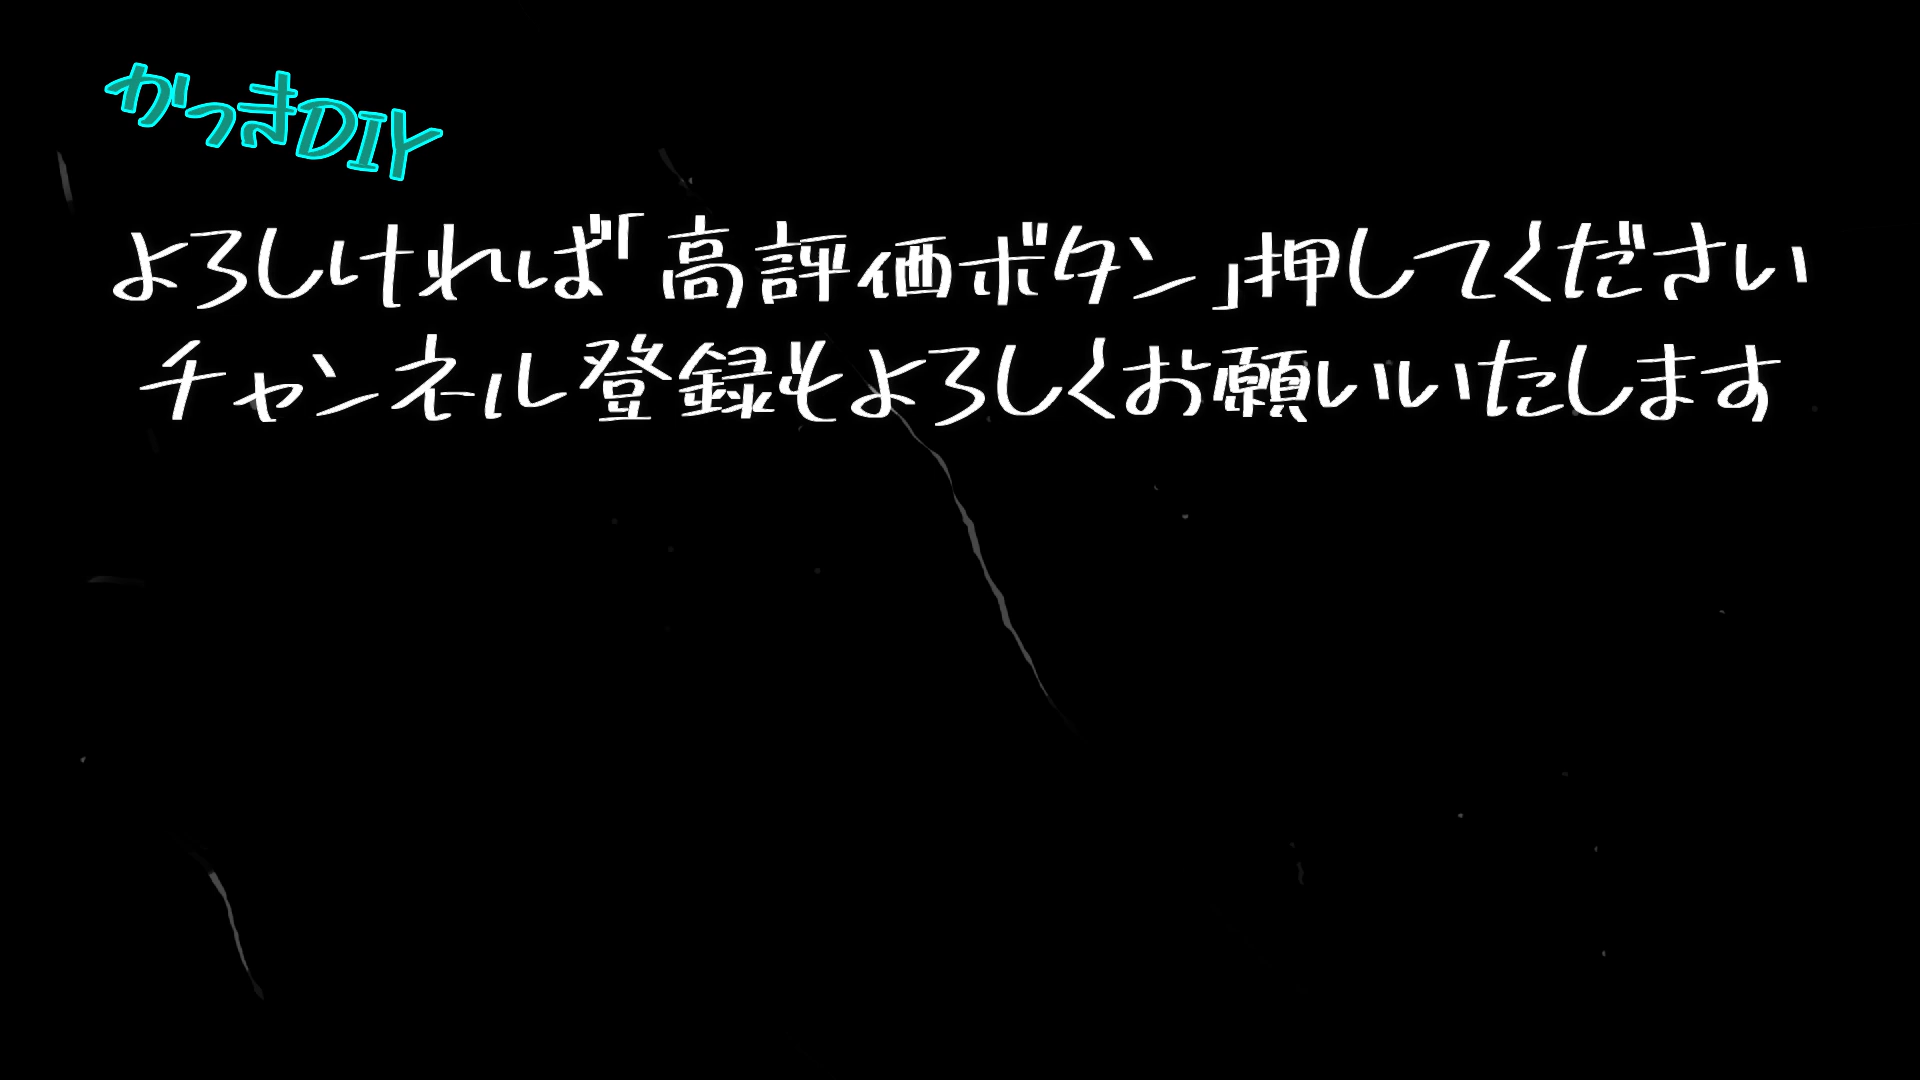 かつきDIY
よろしければ「高評価ボタン」押してください
チャンネル登録もよろしくお願いいたします